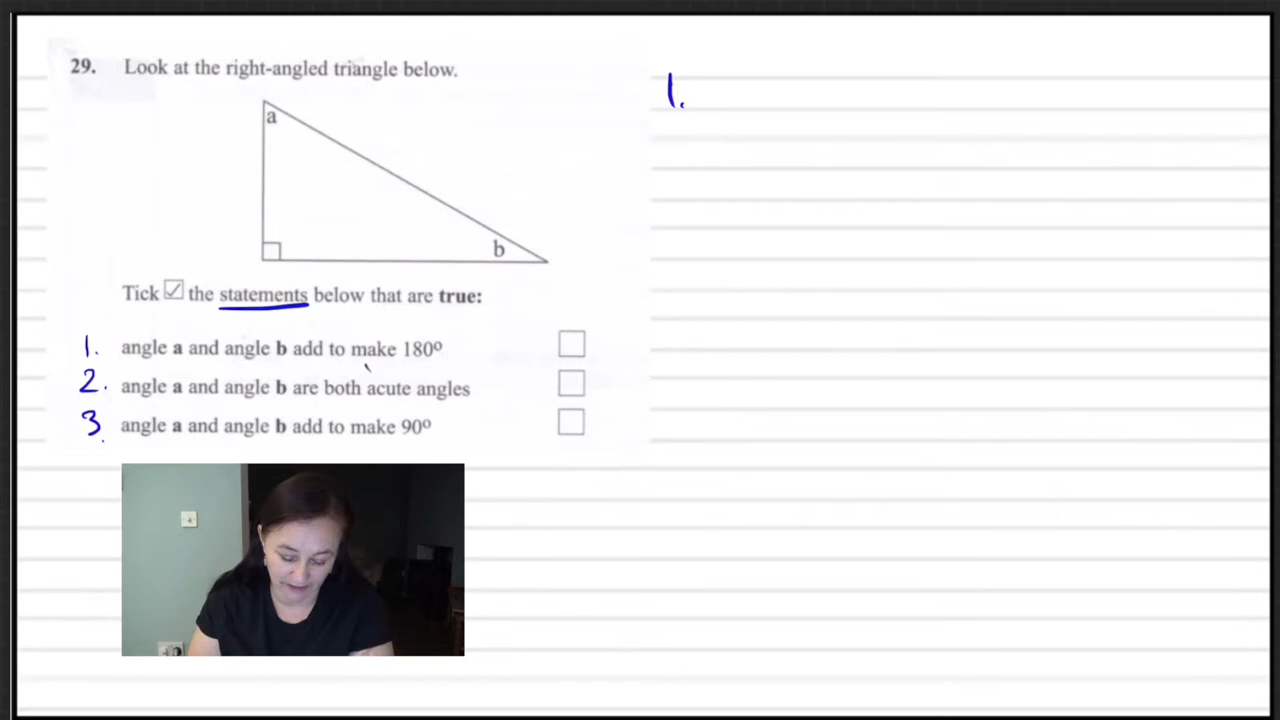 29. Look at the right-angled triangle below.
1.
a
b
Tick ☑ the statements below that are true:
1. angle a and angle b add to make 180°
2. angle a and angle b are both acute angles
3. angle a and angle b add to make 90°